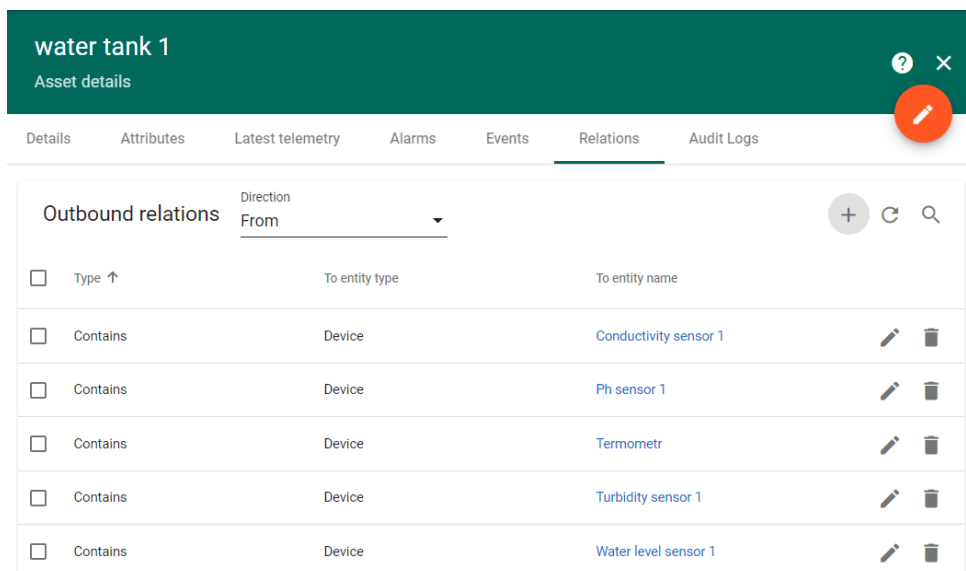 water tank 1
Asset details
Details Attributes Latest telemetry Alarms Events Relations Audit Logs
Outbound relations
Direction
From
Type To entity type To entity name
Contains Device Conductivity sensor 1
Contains Device Ph sensor 1
Contains Device Termometr
Contains Device Turbidity sensor 1
Contains Device Water level sensor 1